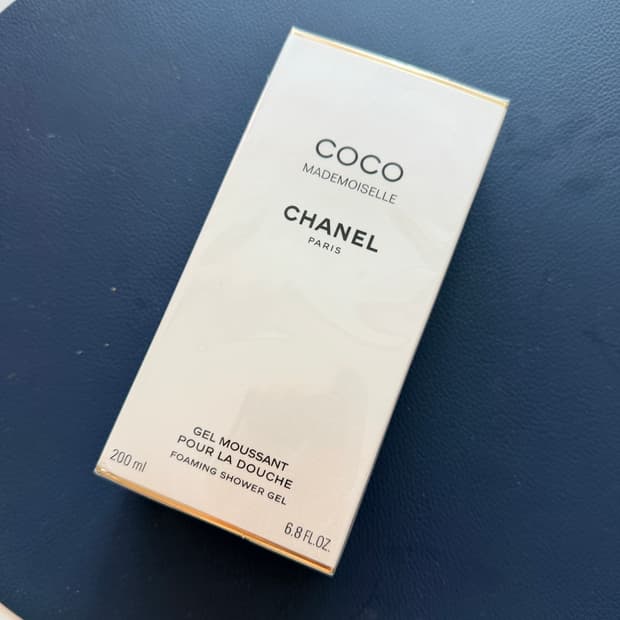 COCO
MADEMOISELLE
CHANEL
PARIS
GEL MOUSSANT
POUR LA DOUCHE
FOAMING SHOWER GEL
200 ml
6.8 FL.OZ.